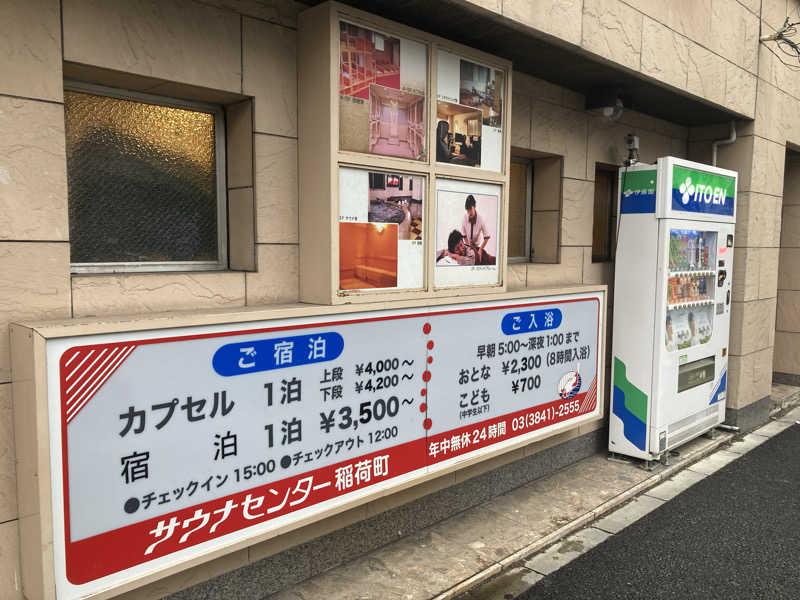 ご宿泊
カプセル 1泊 上段 ¥4,000～
下段 ¥4,200～
宿泊 1泊 ¥3,500～
●チェックイン 15:00 ●チェックアウト 12:00
サウナセンター稲荷町
ご入浴
早朝5:00～深夜1:00まで
おとな ¥2,300 (8時間入浴)
こども ¥700
(中学生以下)
年中無休24時間 03(3841)-2555
伊藤園
ITO EN